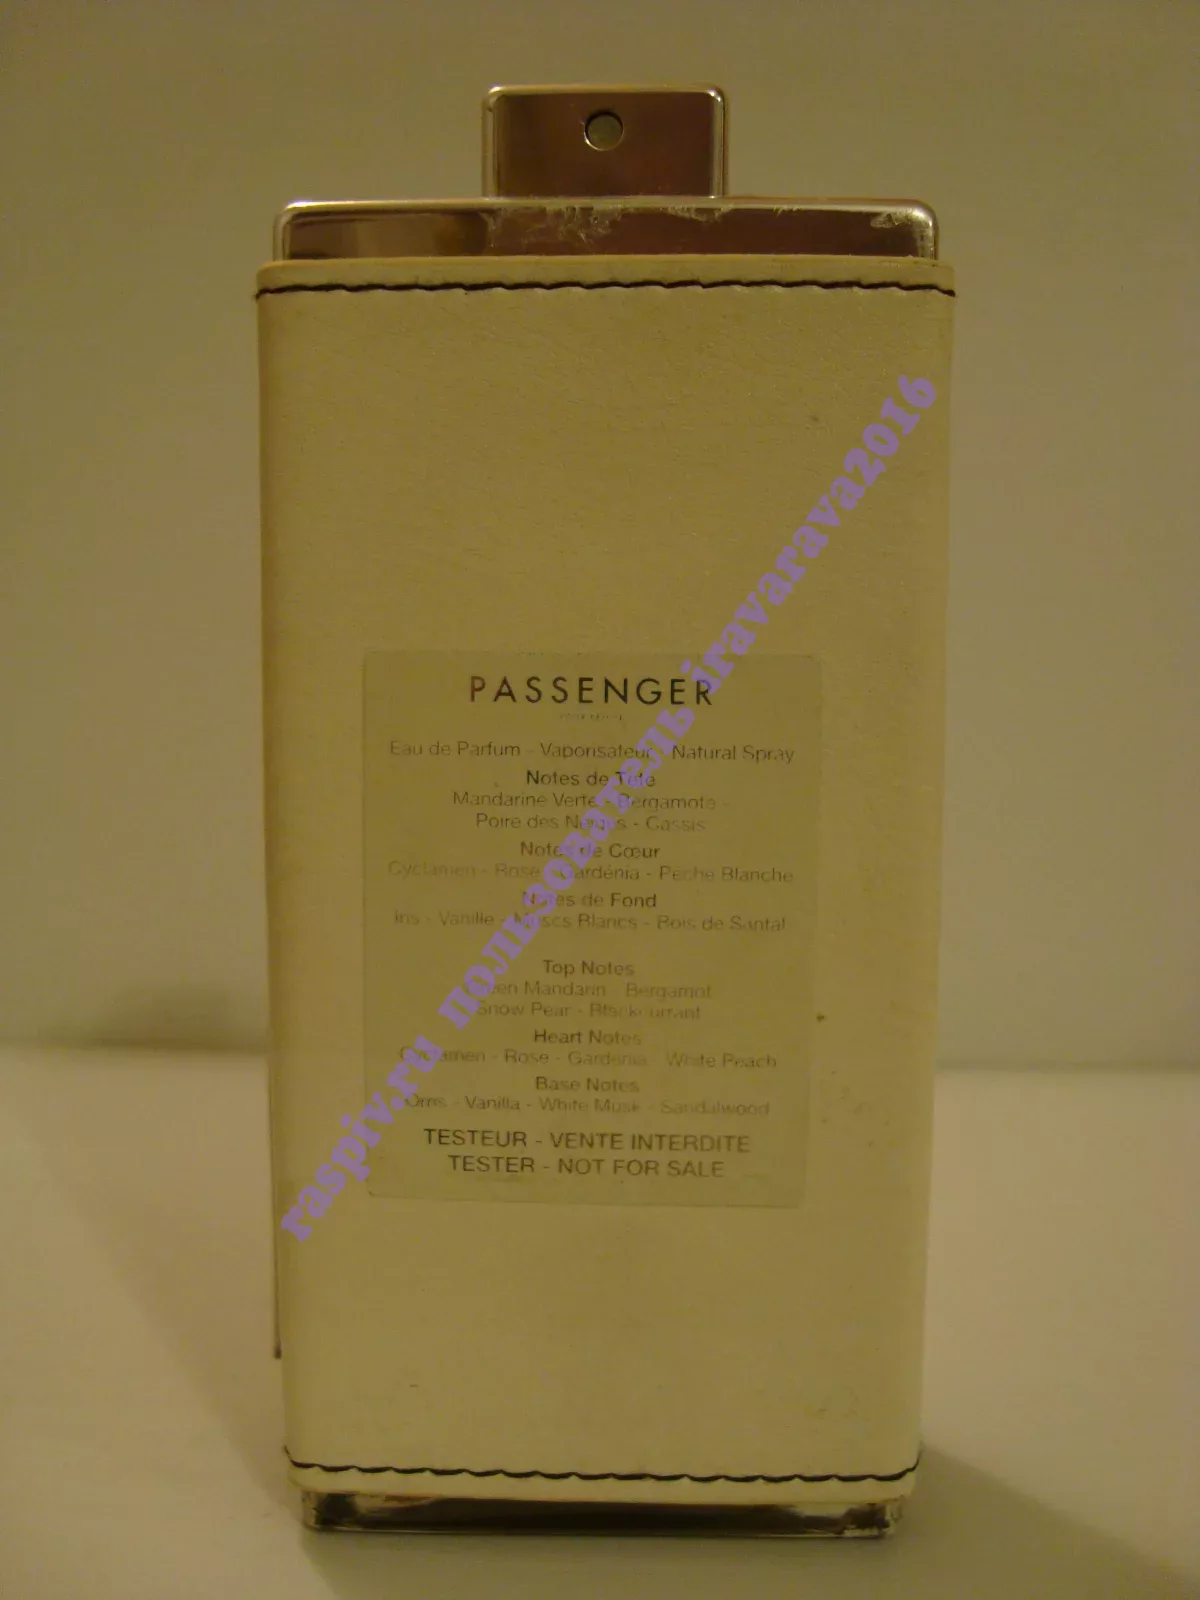 PASSENGER
Eau de Parfum - Vaporisateur - Natural Spray
Notes de Tête
Mandarine Verte - Bergamote -
Poire des Neiges - Cassis
Notes de Cœur
Cyclamen - Rose - Gardénia - Pêche Blanche
Notes de Fond
Iris - Vanille - Muscs Blancs - Bois de Santal
Top Notes
Green Mandarin - Bergamot
Snow Pear - Blackcurrant
Heart Notes
Cyclamen - Rose - Gardenia - White Peach
Base Notes
Orris - Vanilla - White Musk - Sandalwood
TESTEUR - VENTE INTERDITE
TESTER - NOT FOR SALE
raspiv.ru пользователь iravarava2016